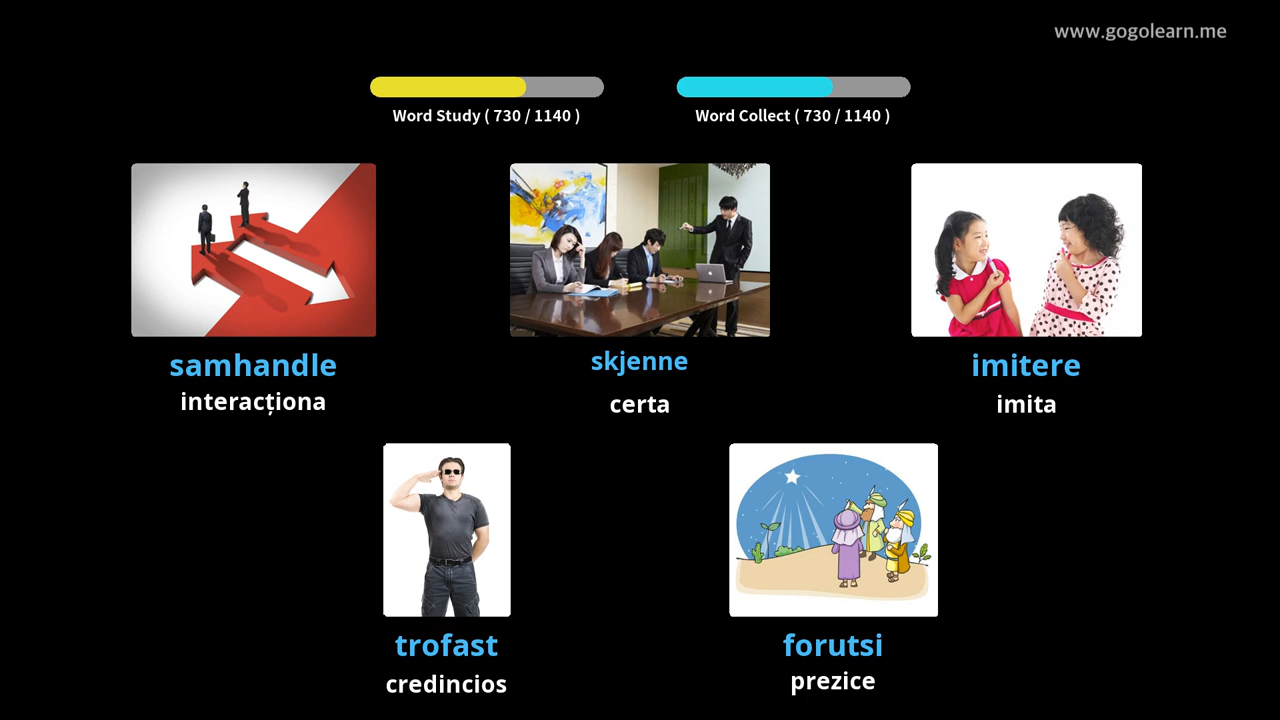 www.gogolearn.me
Word Study ( 730 / 1140 )
Word Collect ( 730 / 1140 )
samhandle
interacționa
skjenne
certa
imitere
imita
trofast
credincios
forutsi
prezice